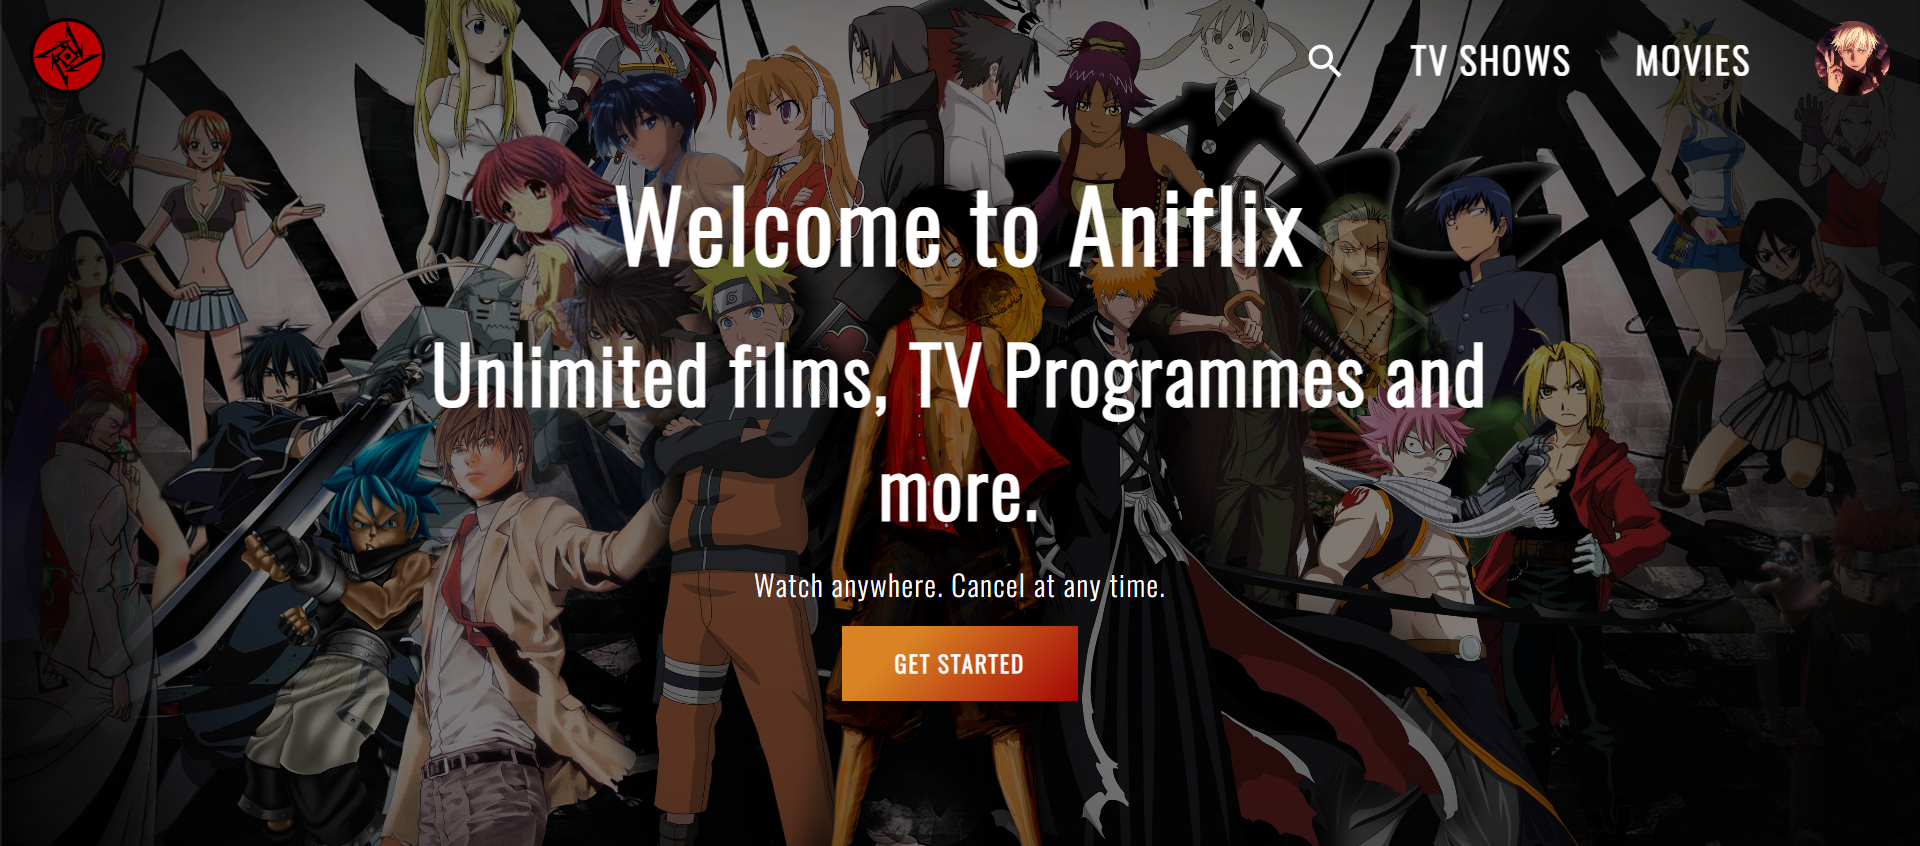 TV SHOWS
MOVIES
Welcome to Aniflix
Unlimited films, TV Programmes and
more.
Watch anywhere. Cancel at any time.
GET STARTED